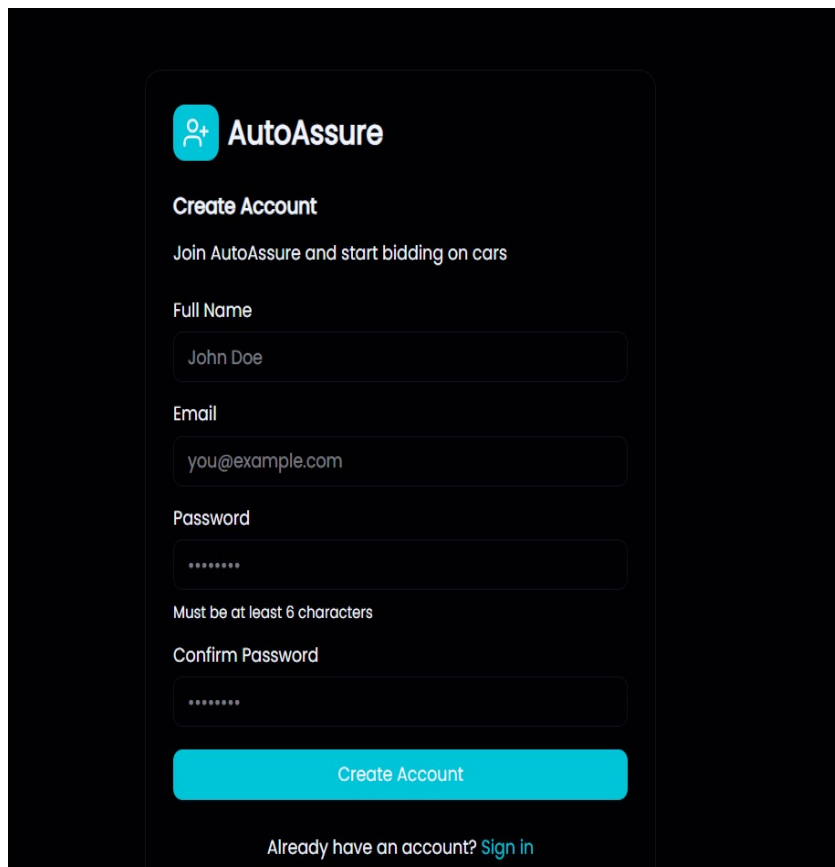 AutoAssure
Create Account
Join AutoAssure and start bidding on cars
Full Name
John Doe
Email
you@example.com
Password
••••••••
Must be at least 6 characters
Confirm Password
••••••••
Create Account
Already have an account? Sign in